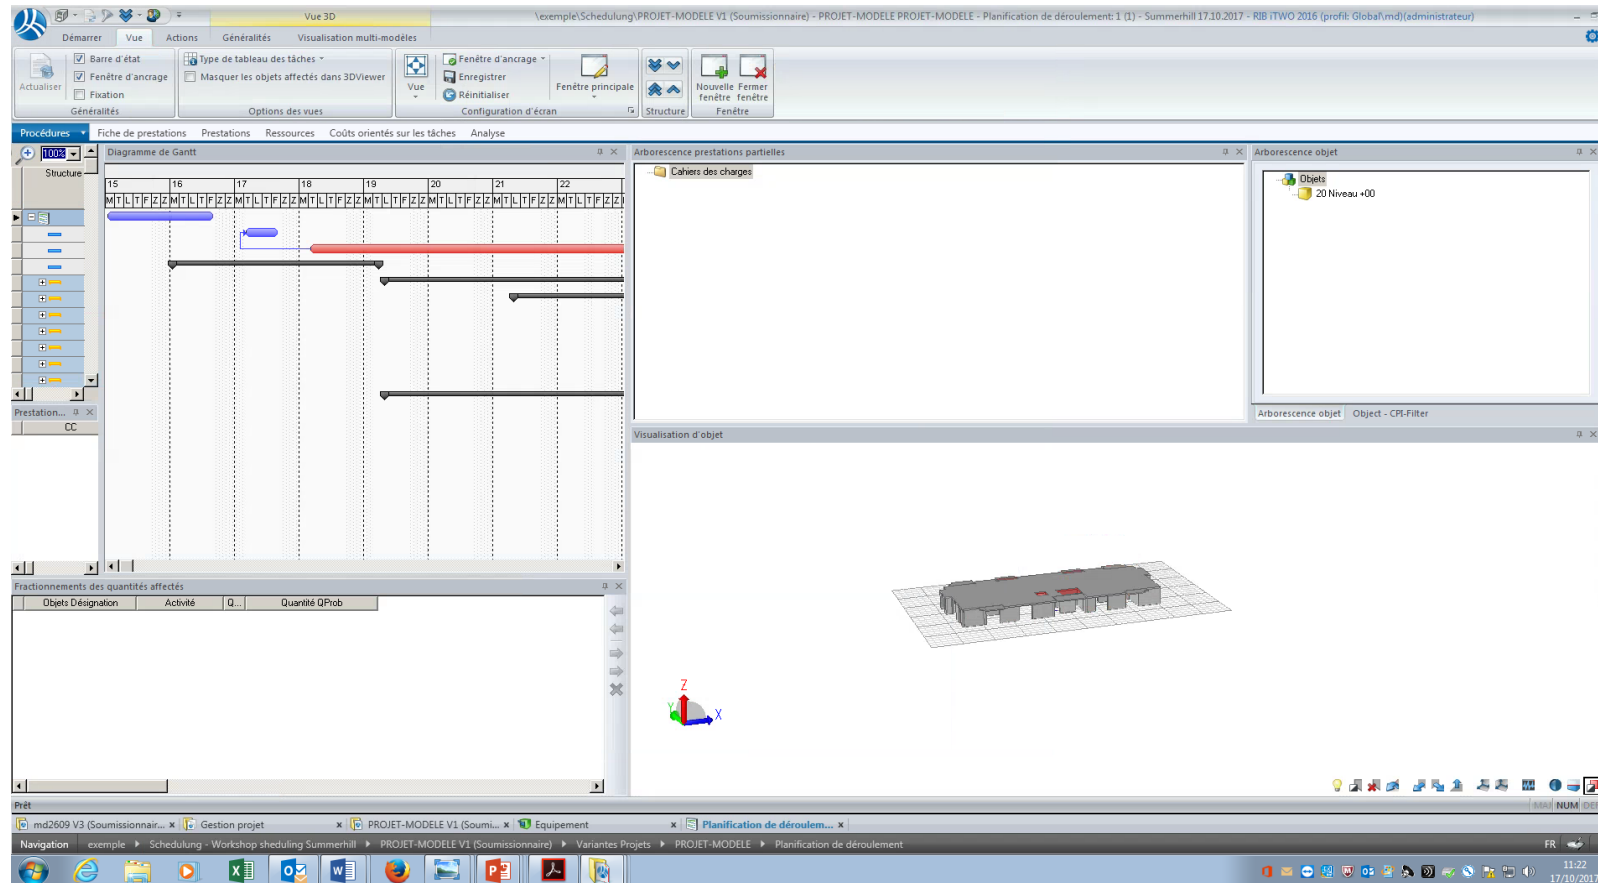 Vue 3D
\exemple\Schedulung\PROJET-MODELE V1 (Soumissionnaire) - PROJET-MODELE PROJET-MODELE - Planification de déroulement: 1 (1) - Summerhill 17.10.2017 - RIB iTWO 2016 (profil: Global\md)(administrateur)
Démarrer Vue Actions Généralités Visualisation multi-modèles
Actualiser
Barre d'état
Fenêtre d'ancrage
Fixation
Généralités
Type de tableau des tâches
Masquer les objets affectés dans 3DViewer
Options des vues
Vue
Fenêtre d'ancrage
Enregistrer
Réinitialiser
Fenêtre principale
Configuration d'écran
Structure
Nouvelle fenêtre
Fermer fenêtre
Fenêtre
Procédures Fiche de prestations Prestations Ressources Coûts orientés sur les tâches Analyse
100%
Structure
Diagramme de Gantt
15 16 17 18 19 20 21 22
M T L T F Z Z M T L T F Z Z M T L T F Z Z M T L T F Z Z M T L T F Z Z M T L T F Z Z M T L T F Z Z M T L T F Z Z
Arborescence prestations partielles
Cahiers des charges
Arborescence objet
Objets
20 Niveau +00
Arborescence objet Object - CPI-Filter
Prestation...
CC
Visualisation d'objet
Z
Y
X
Fractionnements des quantités affectés
Objets Désignation Activité Q... Quantité QProb
Prêt
MAJ NUM
md2609 V3 (Soumissionnair... x Gestion projet x PROJET-MODELE V1 (Soumi... x Equipement x Planification de déroulem... x
Navigation exemple Schedulung - Workshop sheduling Summerhill PROJET-MODELE V1 (Soumissionnaire) Variantes Projets PROJET-MODELE Planification de déroulement
FR
11:22
17/10/2017